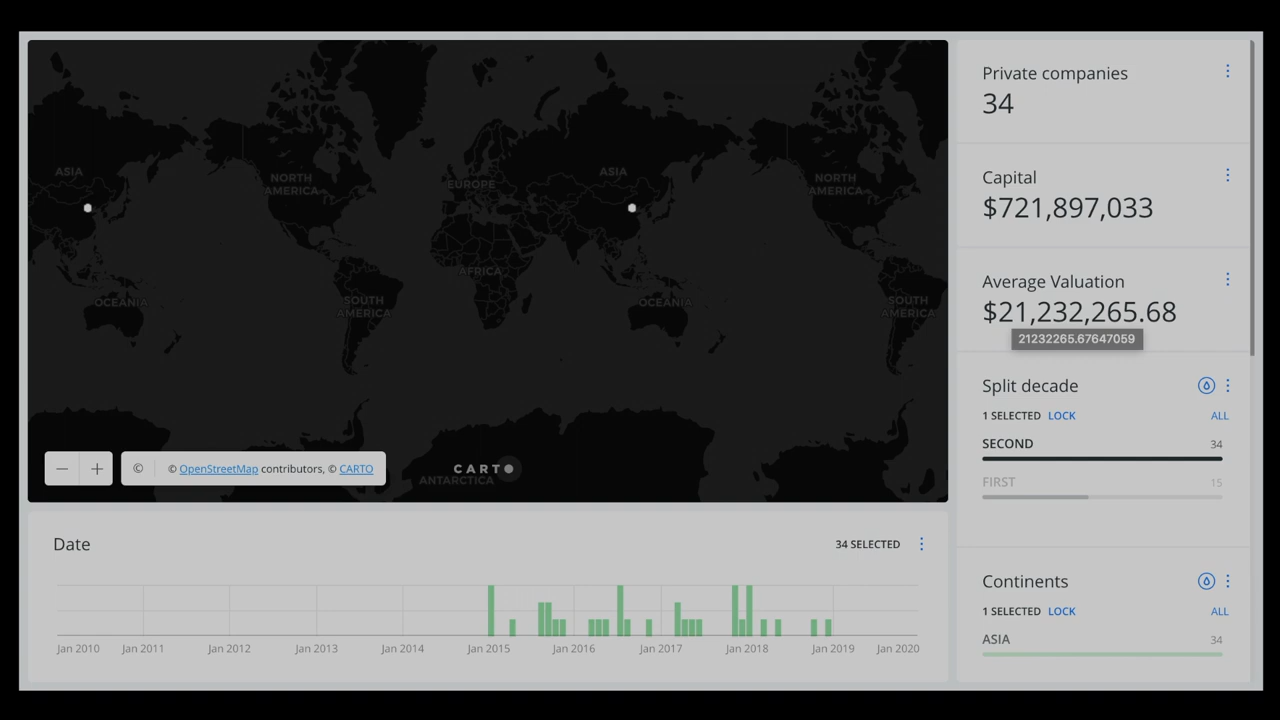 Private companies
34
ASIA
NORTH AMERICA
EUROPE
ASIA
NORTH AMERICA
AFRICA
OCEANIA
SOUTH AMERICA
OCEANIA
SOUTH AMERICA
ANTARCTICA
CARTO
− + © © OpenStreetMap contributors, © CARTO
Capital
$721,897,033
Average Valuation
$21,232,265.68
21232265.67647059
Split decade
1 SELECTED LOCK ALL
SECOND 34
FIRST 15
Date 34 SELECTED
Jan 2010 Jan 2011 Jan 2012 Jan 2013 Jan 2014 Jan 2015 Jan 2016 Jan 2017 Jan 2018 Jan 2019 Jan 2020
Continents
1 SELECTED LOCK ALL
ASIA 34